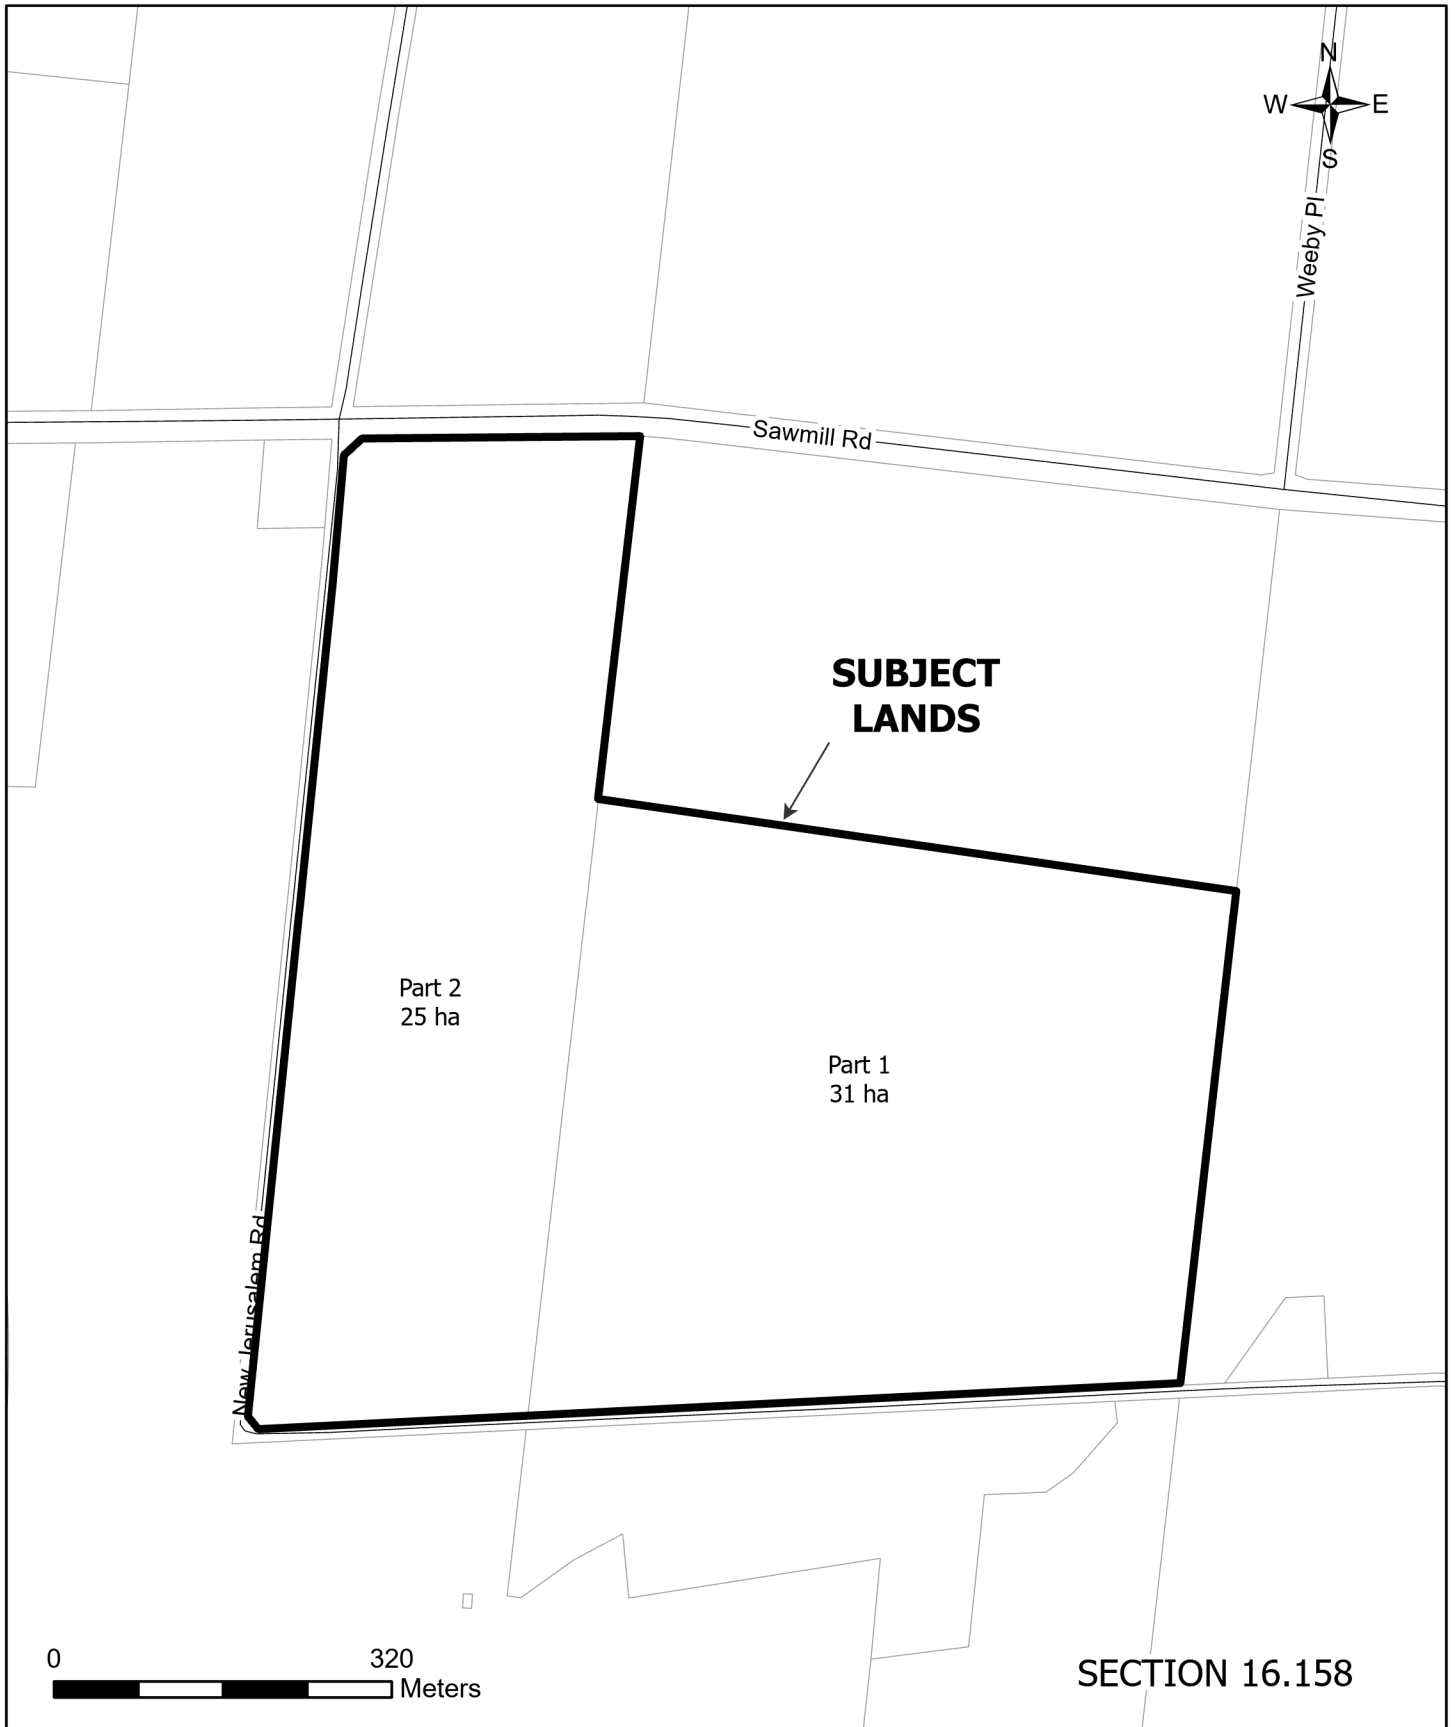 N
W E
S
Weeby Pl
Sawmill Rd
SUBJECT
LANDS
Part 2
25 ha
Part 1
31 ha
New Jerusalem Rd
0 320
Meters
SECTION 16.158